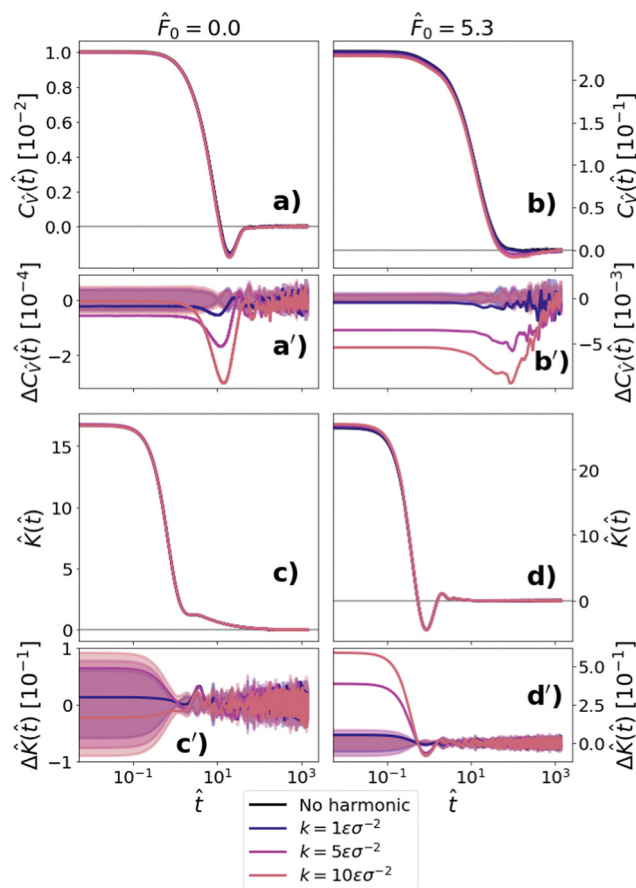 F̂₀ = 0.0
F̂₀ = 5.3
C_V̂(t̂) [10⁻²]
1.0
0.8
0.6
0.4
0.2
0.0
a)
C_V̂(t̂) [10⁻¹]
2.0
1.5
1.0
0.5
0.0
b)
ΔC_V̂(t̂) [10⁻⁴]
0
−2
a′)
ΔC_V̂(t̂) [10⁻³]
0
−5
b′)
K̂(t̂)
15
10
5
0
c)
K̂(t̂)
20
10
0
d)
ΔK̂(t̂) [10⁻¹]
1
0
−1
c′)
ΔK̂(t̂) [10⁻¹]
5.0
2.5
0.0
d′)
10⁻¹ 10¹ 10³
10⁻¹ 10¹ 10³
t̂
t̂
No harmonic
k = 1εσ⁻²
k = 5εσ⁻²
k = 10εσ⁻²